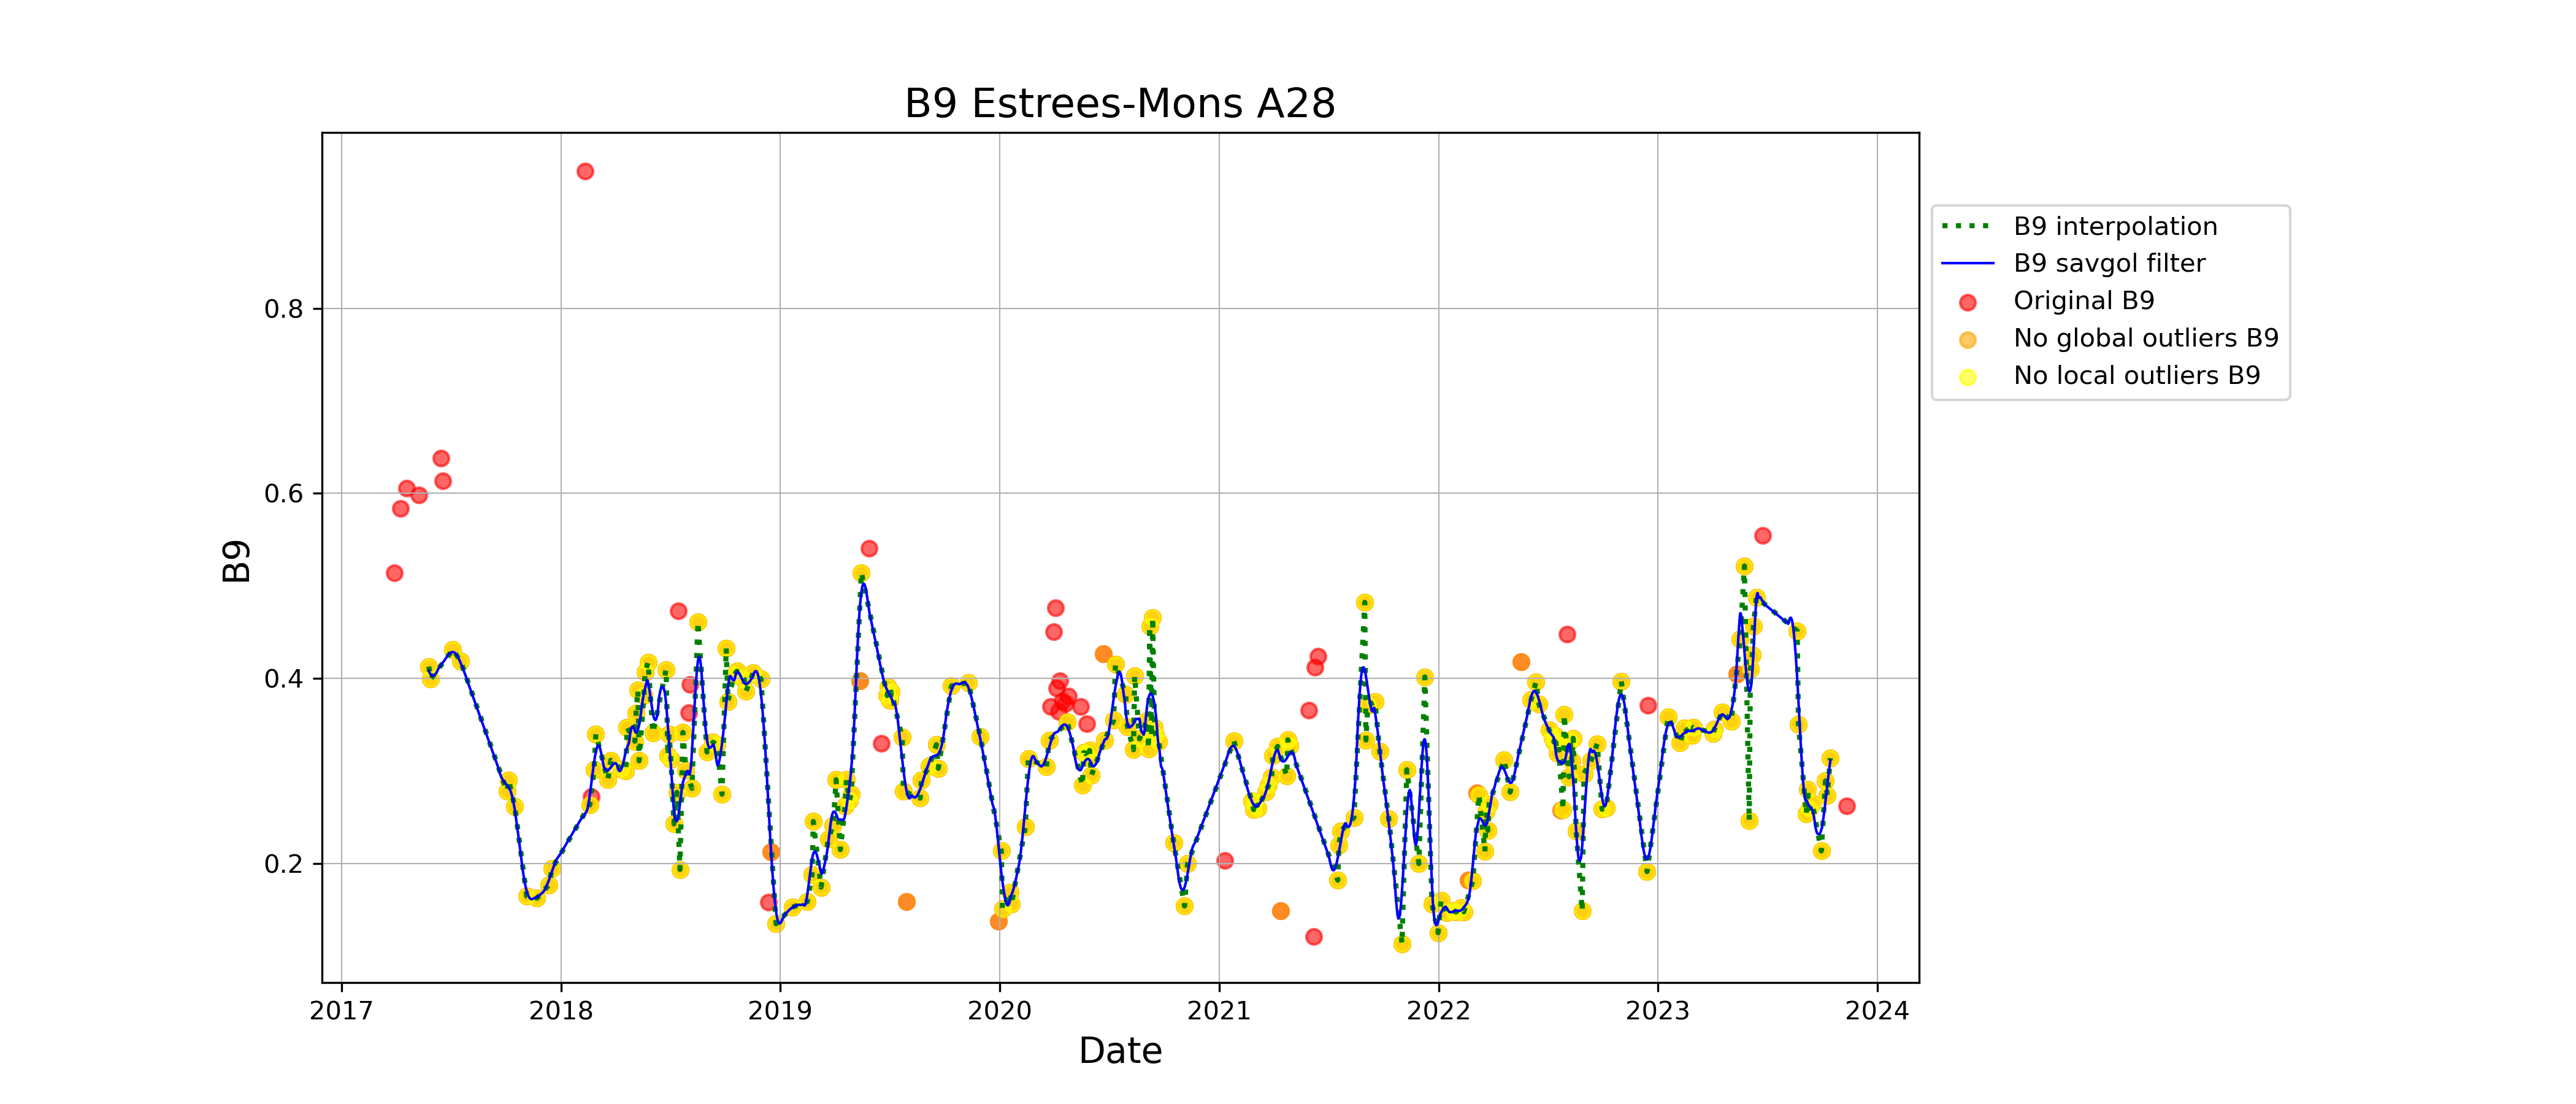 B9 Estrees-Mons A28
B9
0.8
0.6
0.4
0.2
2017 2018 2019 2020 2021 2022 2023 2024
Date
B9 interpolation
B9 savgol filter
Original B9
No global outliers B9
No local outliers B9